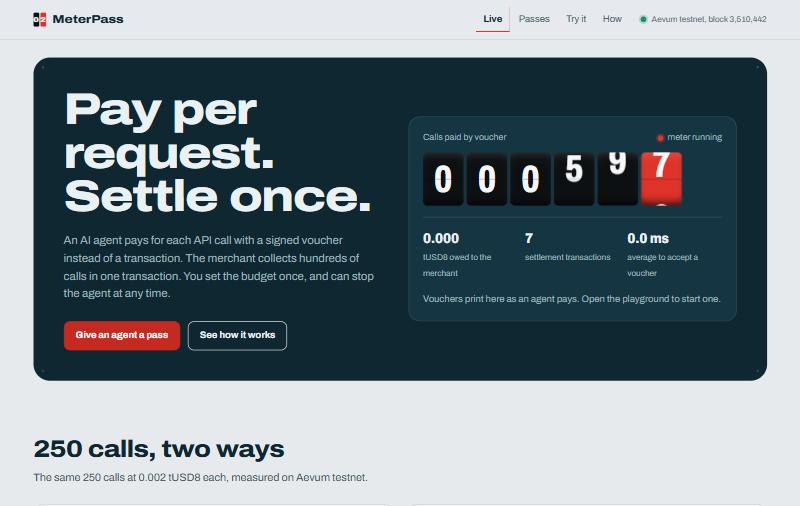 02 MeterPass
Live Passes Try it How Aevum testnet, block 3,510,442
Pay per
request.
Settle once.
An AI agent pays for each API call with a signed voucher
instead of a transaction. The merchant collects hundreds of
calls in one transaction. You set the budget once, and can stop
the agent at any time.
Give an agent a pass See how it works
Calls paid by voucher meter running
0 0 0 5 9 7
0.000
tUSD8 owed to the
merchant
7
settlement transactions
0.0 ms
average to accept a
voucher
Vouchers print here as an agent pays. Open the playground to start one.
250 calls, two ways
The same 250 calls at 0.002 tUSD8 each, measured on Aevum testnet.